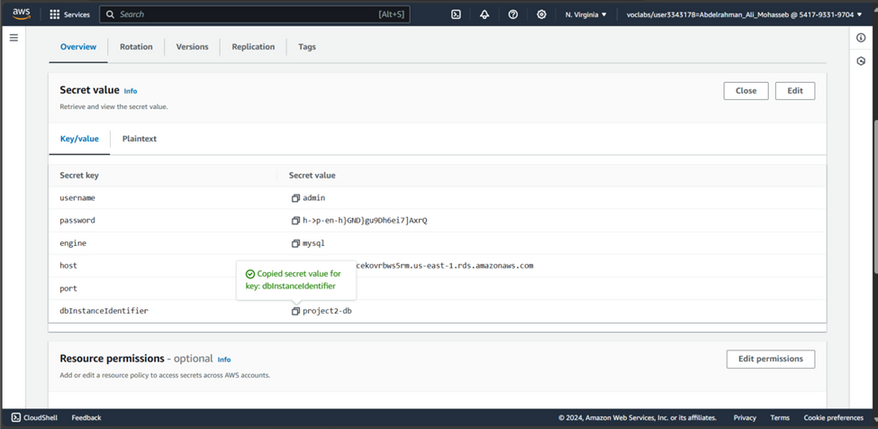 aws
Services
Search
[Alt+S]
N. Virginia
voclabs/user3343178=Abdelrahman_Ali_Mohasseb @ 5417-9331-9704
Overview
Rotation
Versions
Replication
Tags
Secret value Info
Retrieve and view the secret value.
Close
Edit
Key/value
Plaintext
Secret key
Secret value
username
admin
password
h->p-en-h}GND}gu9Dh6ei7]AxrQ
engine
mysql
host
cekovrbws5rm.us-east-1.rds.amazonaws.com
Copied secret value for
key: dbInstanceIdentifier
port
dbInstanceIdentifier
project2-db
Resource permissions - optional Info
Add or edit a resource policy to access secrets across AWS accounts.
Edit permissions
CloudShell
Feedback
© 2024, Amazon Web Services, Inc. or its affiliates.
Privacy
Terms
Cookie preferences